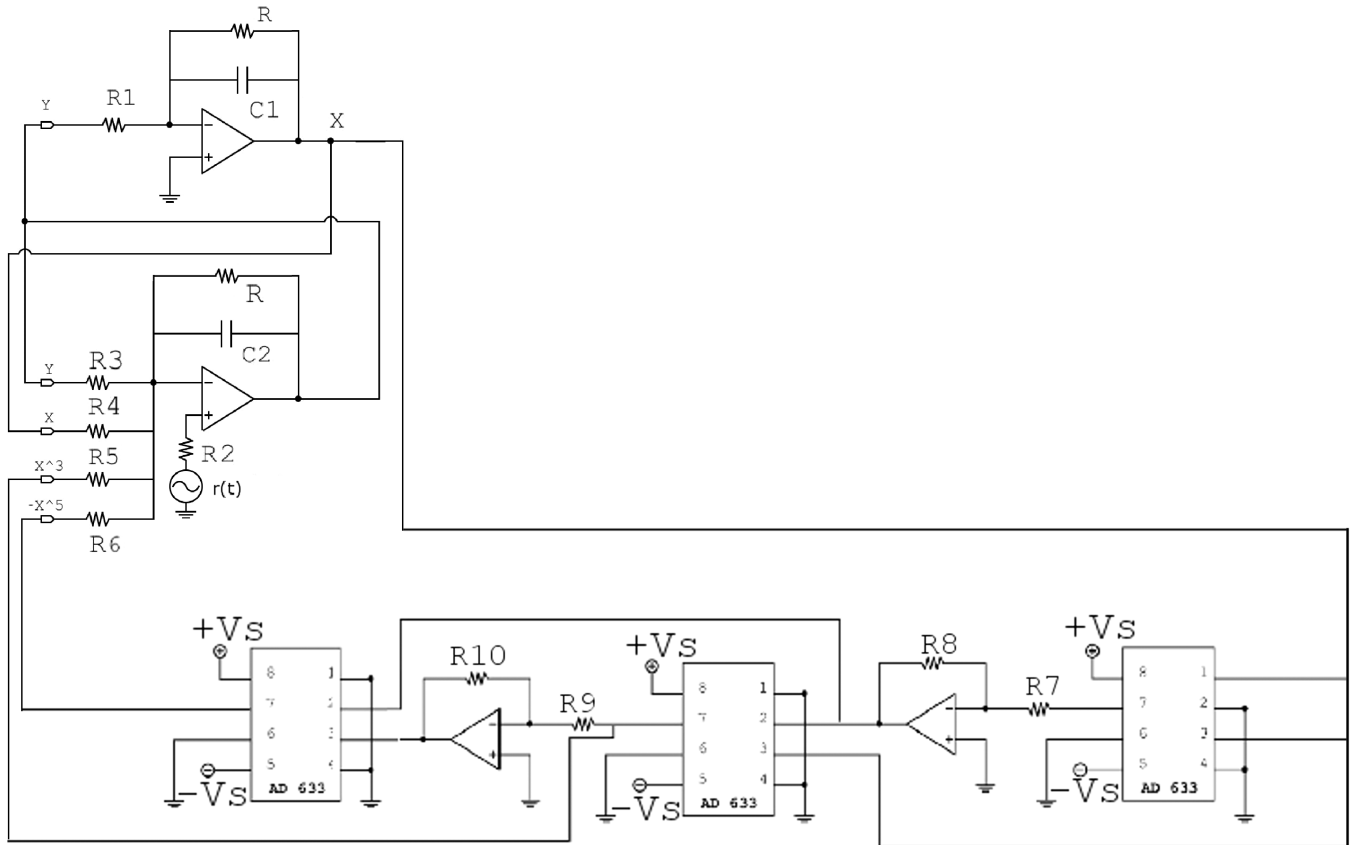 R
Y
R1
C1
X
-
+
R
C2
Y
R3
-
X
R4
+
R2
X^3
R5
r(t)
-X^5
R6
+Vs
8
1
7
2
6
3
5
4
-Vs
AD 633
R10
-
+
R9
+Vs
8
1
7
2
6
3
5
4
-Vs
AD 633
R8
-
+
R7
+Vs
8
1
7
2
6
3
5
4
-Vs
AD 633